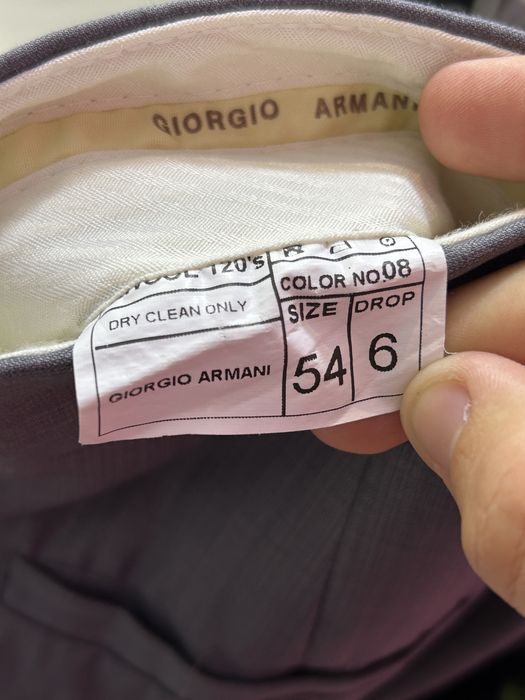 GIORGIO ARMANI
WOOL 120's
DRY CLEAN ONLY
GIORGIO ARMANI
COLOR NO.08
SIZE DROP
54 6